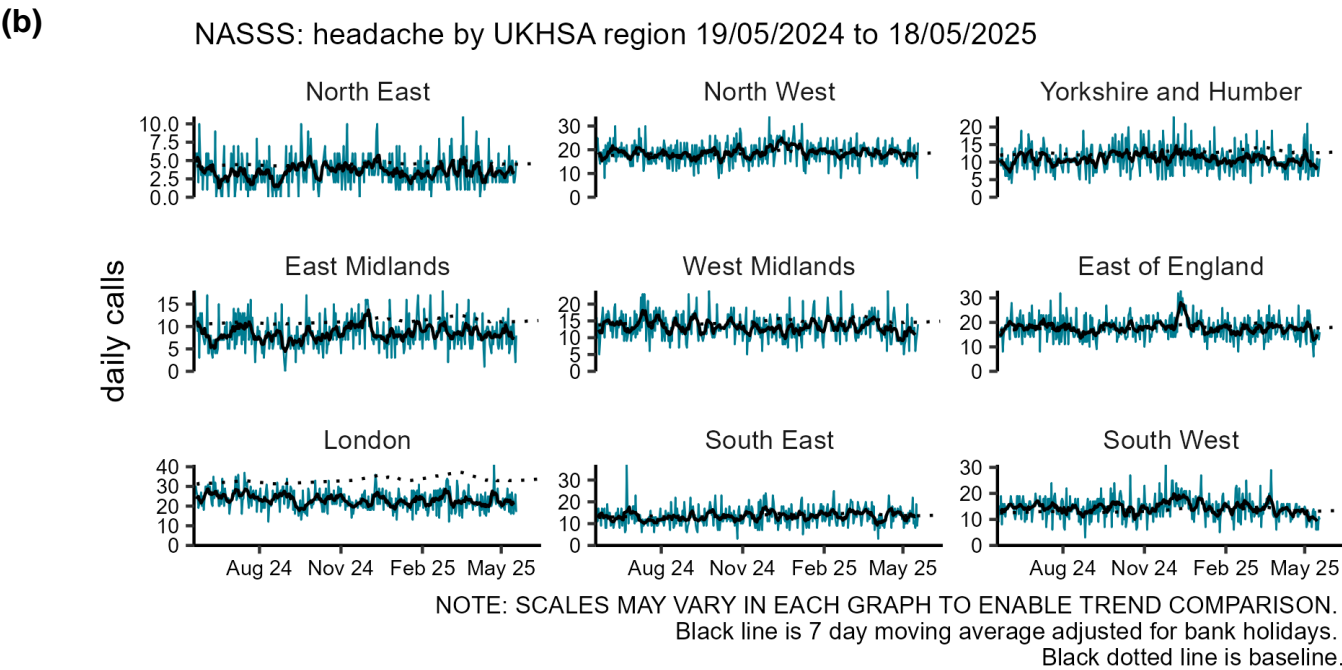 (b)
NASSS: headache by UKHSA region 19/05/2024 to 18/05/2025
North East
North West
Yorkshire and Humber
10.0
7.5
5.0
2.5
0.0
30
20
10
0
20
15
10
5
0
East Midlands
West Midlands
East of England
daily calls
15
10
5
0
20
15
10
5
0
30
20
10
0
London
South East
South West
40
30
20
10
0
30
20
10
0
30
20
10
0
Aug 24 Nov 24 Feb 25 May 25
Aug 24 Nov 24 Feb 25 May 25
Aug 24 Nov 24 Feb 25 May 25
NOTE: SCALES MAY VARY IN EACH GRAPH TO ENABLE TREND COMPARISON.
Black line is 7 day moving average adjusted for bank holidays.
Black dotted line is baseline.